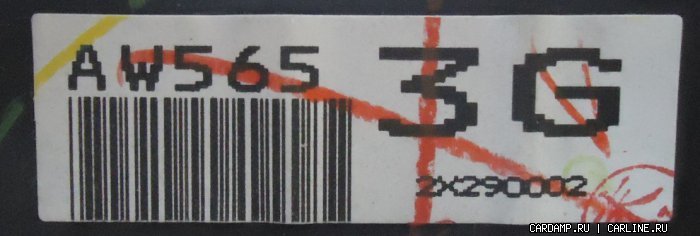 AW565 3G
2X290002
CARDAMP.RU | CARLINE.RU